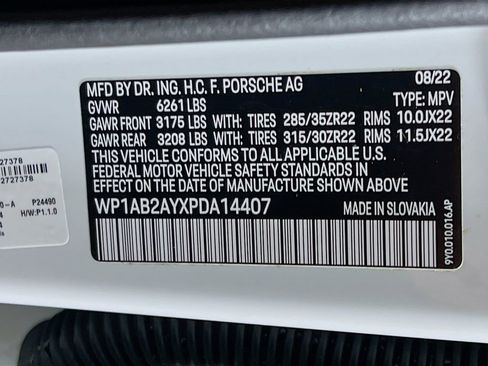 MFD BY DR. ING. H.C. F. PORSCHE AG 08/22
GVWR 6261 LBS TYPE: MPV
GAWR FRONT 3175 LBS WITH: TIRES 285/35ZR22 RIMS 10.0JX22
GAWR REAR 3208 LBS WITH: TIRES 315/30ZR22 RIMS 11.5JX22
THIS VEHICLE CONFORMS TO ALL APPLICABLE U.S.
FEDERAL MOTOR VEHICLE SAFETY STANDARDS
IN EFFECT ON THE DATE OF MANUFACTURE SHOWN ABOVE.
WP1AB2AYXPDA14407 MADE IN SLOVAKIA
9Y0.010.016.AP
27378
2727378
0-A P24490
4 H/W:P1.1.0